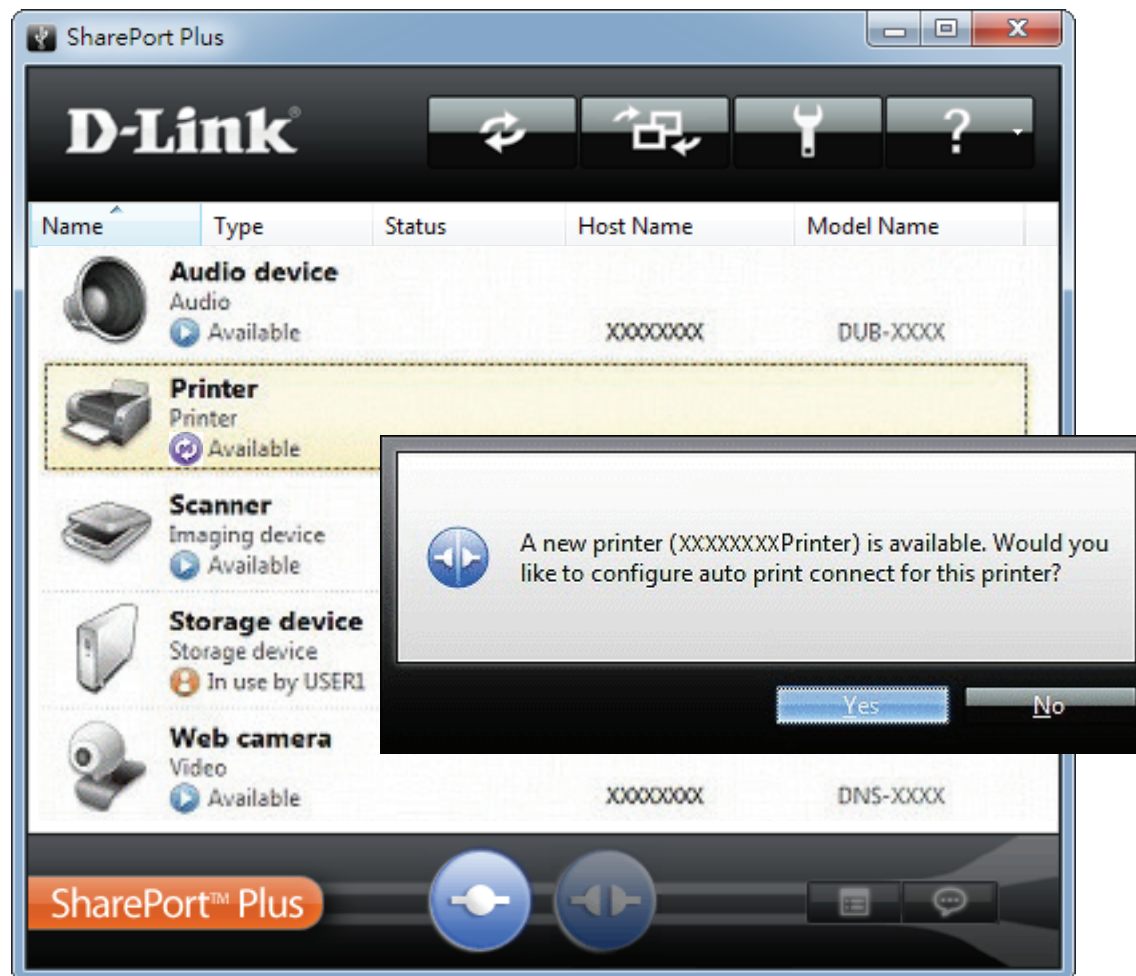 SharePort Plus
D-Link®
?
Name Type Status Host Name Model Name
Audio device
Audio
Available XXXXXXXX DUB-XXXX
Printer
Printer
Available
Scanner
Imaging device
Available
Storage device
Storage device
In use by USER1
Web camera
Video
Available XXXXXXXX DNS-XXXX
A new printer (XXXXXXXXPrinter) is available. Would you
like to configure auto print connect for this printer?
Yes No
SharePort™ Plus